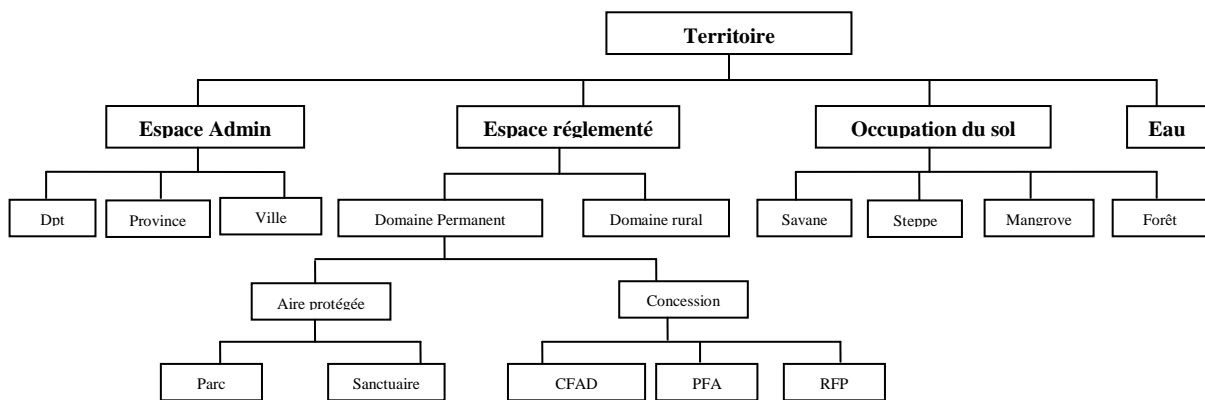 Territoire
Espace Admin
Espace réglementé
Occupation du sol
Eau
Dpt
Province
Ville
Domaine Permanent
Domaine rural
Savane
Steppe
Mangrove
Forêt
Aire protégée
Concession
Parc
Sanctuaire
CFAD
PFA
RFP